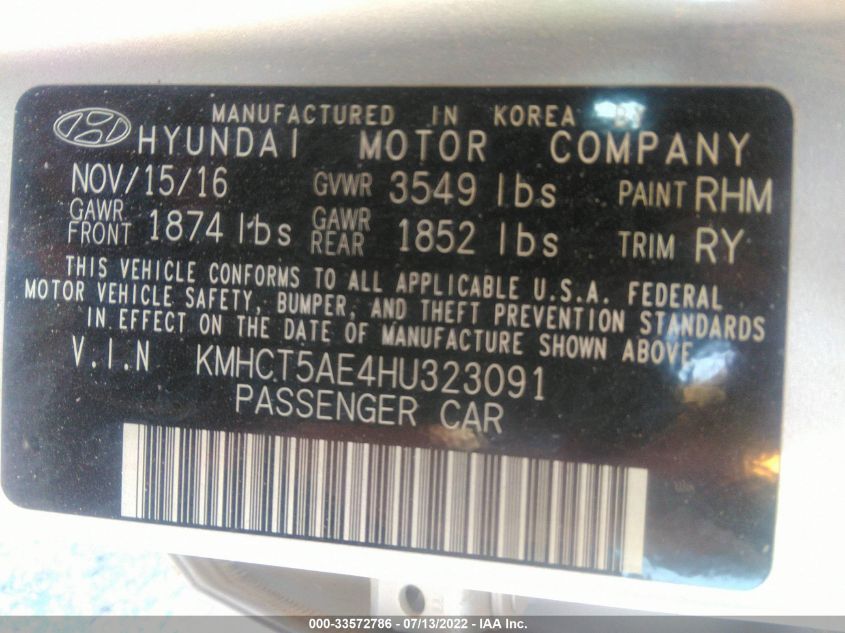 MANUFACTURED IN KOREA BY
HYUNDAI MOTOR COMPANY
NOV/15/16 GVWR 3549 lbs PAINT RHM
GAWR FRONT 1874 lbs GAWR REAR 1852 lbs TRIM RY
THIS VEHICLE CONFORMS TO ALL APPLICABLE U.S.A. FEDERAL
MOTOR VEHICLE SAFETY, BUMPER, AND THEFT PREVENTION STANDARDS
IN EFFECT ON THE DATE OF MANUFACTURE SHOWN ABOVE
V.I.N KMHCT5AE4HU323091
PASSENGER CAR
000-33572786 - 07/13/2022 - IAA Inc.